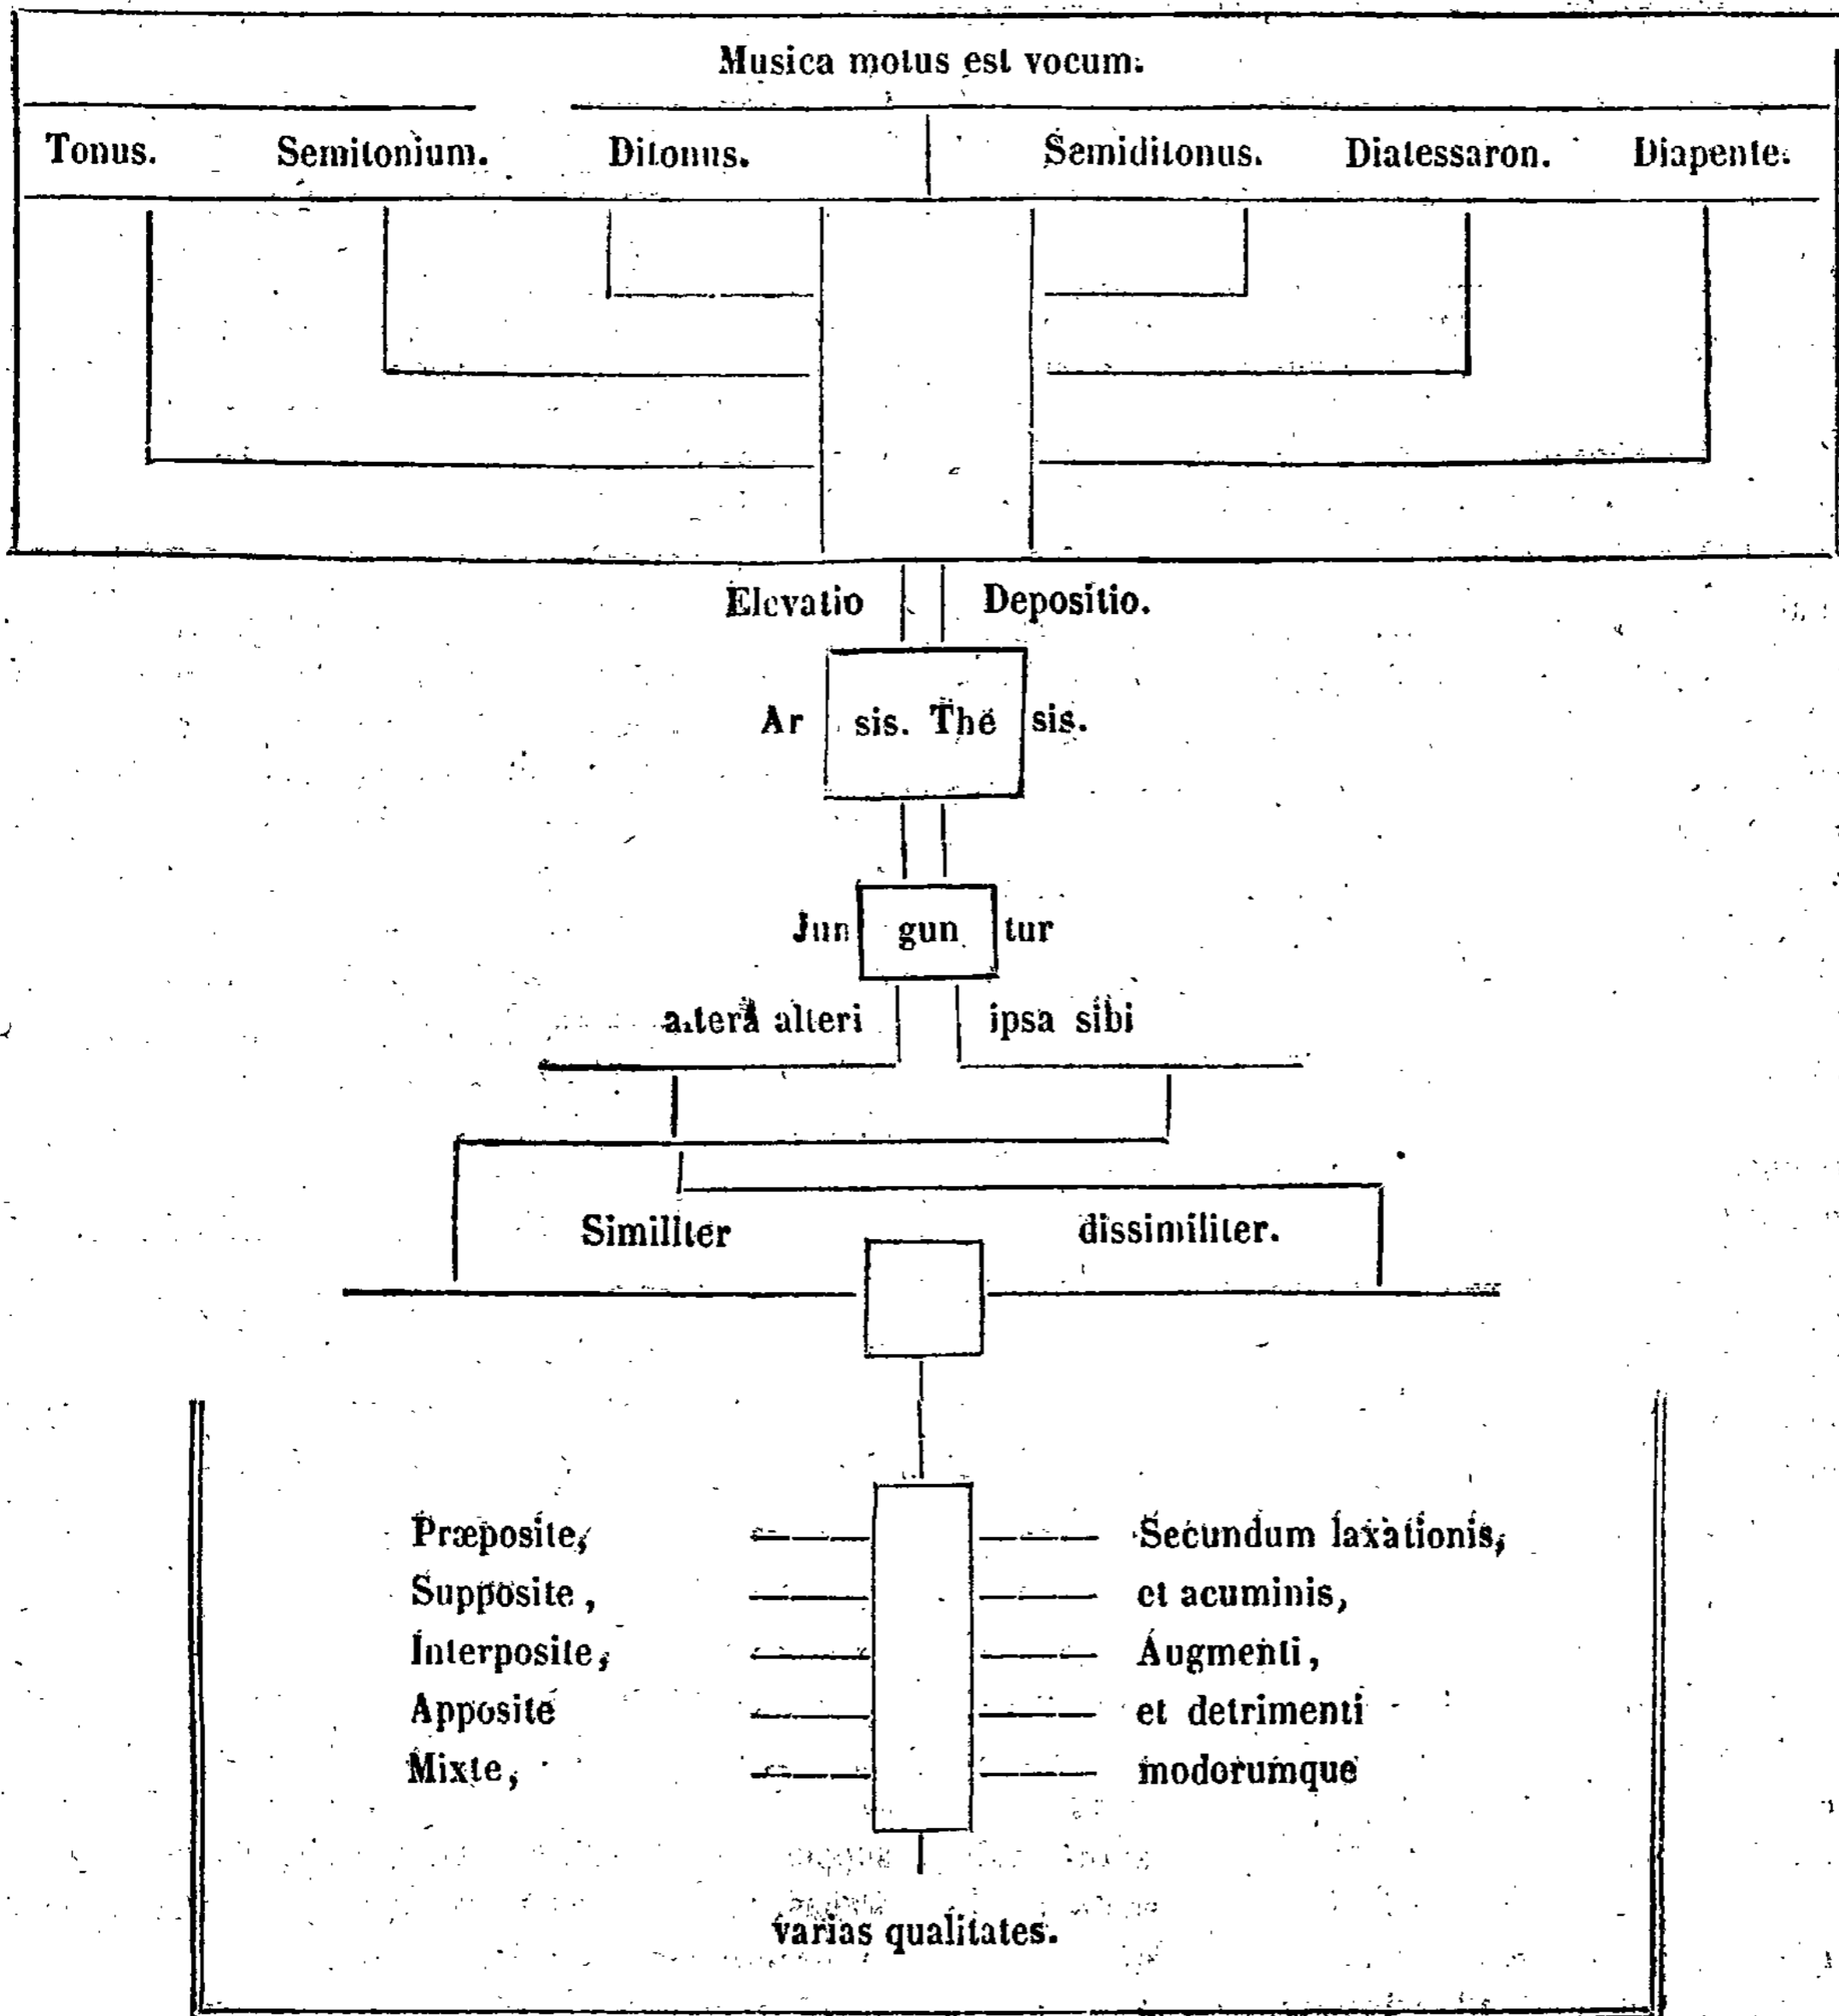 Musica motus est vocum.
Tonus. Semitonium. Ditonus. Semiditonus. Diatessaron. Diapente.
Elevatio Depositio.
Ar sis. The sis.
Jun gun tur
altera alteri ipsa sibi
Similiter dissimiliter.
Præposite, Secundum laxationis,
Supposite, et acuminis,
Interposite, Augmenti,
Apposite et detrimenti
Mixte, modorumque
varias qualitates.